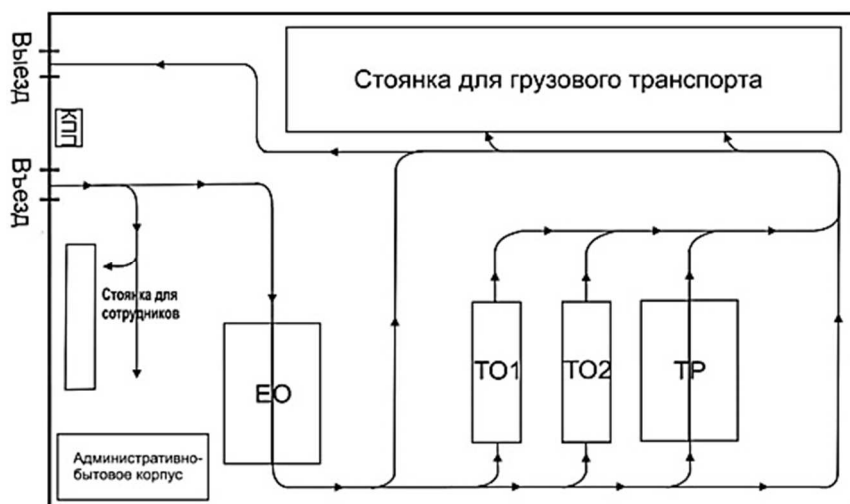 Выезд
Стоянка для грузового транспорта
КПП
Въезд
Стоянка для
сотрудников
ЕО
ТО1
ТО2
ТР
Административно-
бытовое корпус